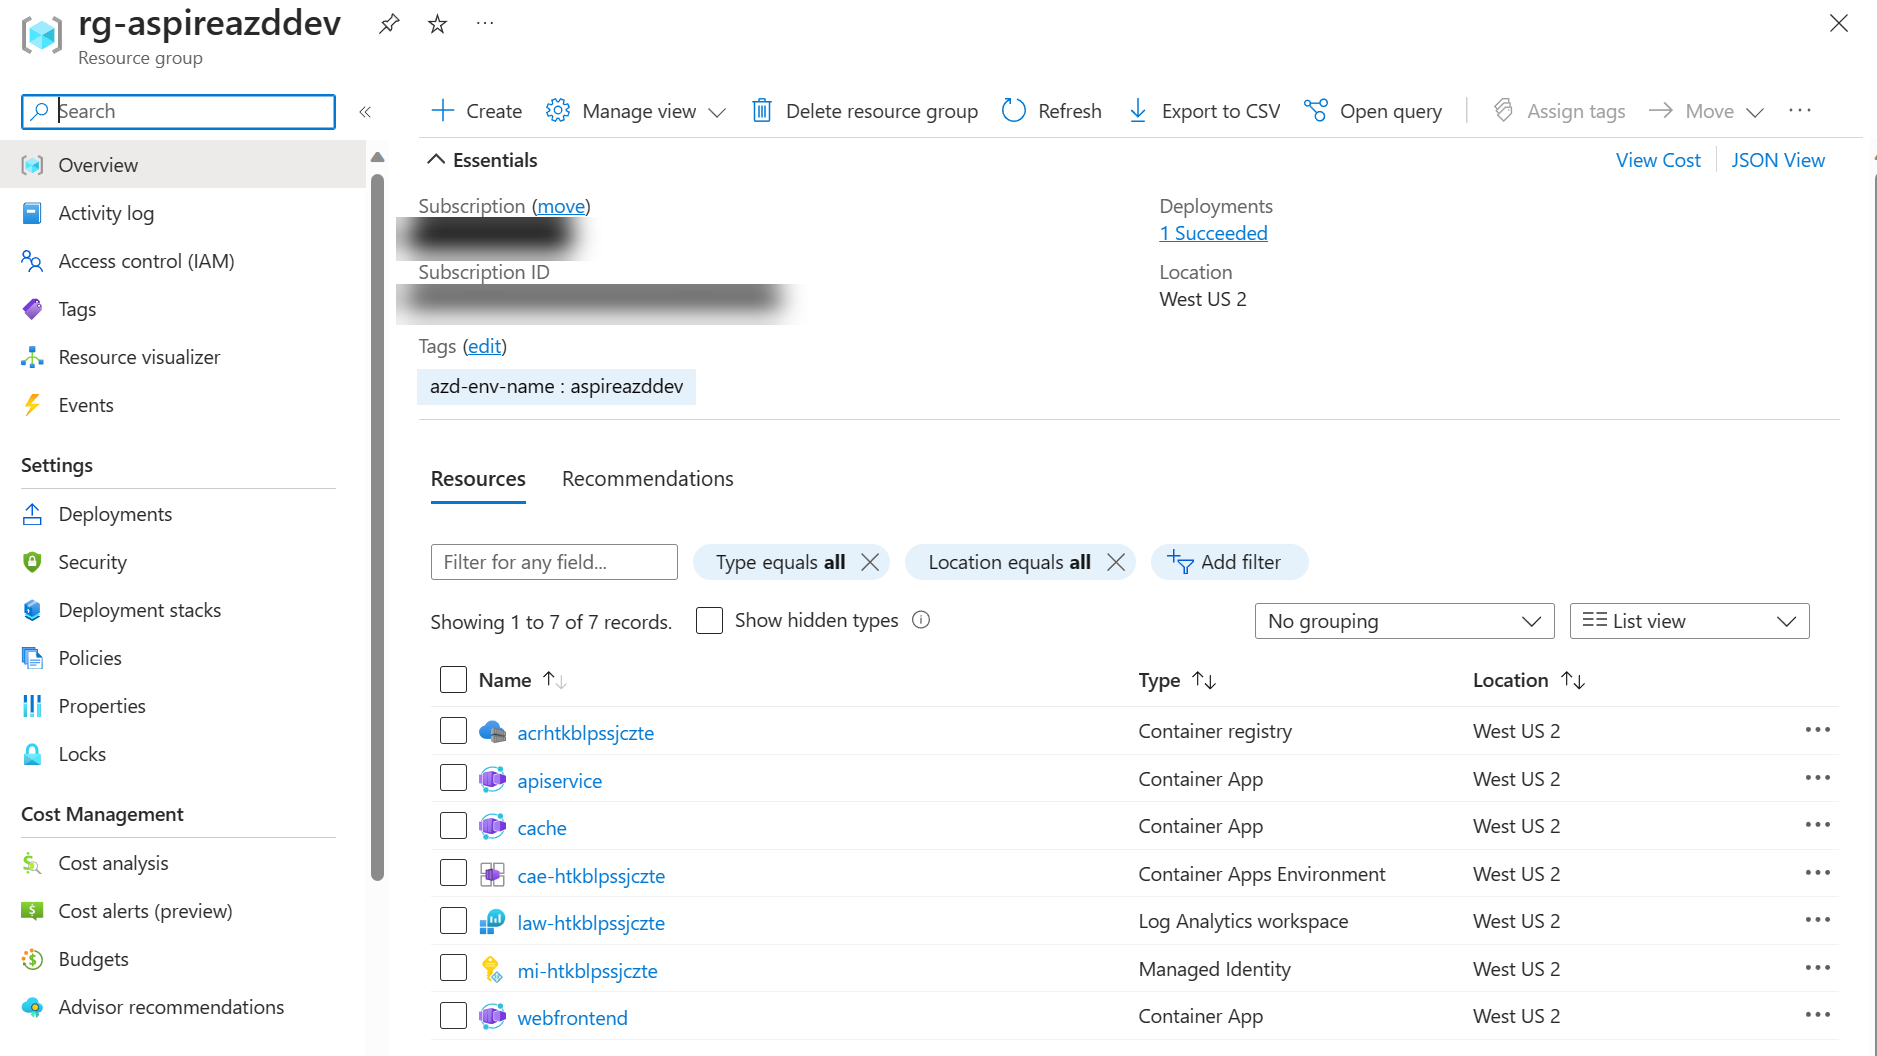 rg-aspireazddev
Resource group
Search
Overview
Activity log
Access control (IAM)
Tags
Resource visualizer
Events
Settings
Deployments
Security
Deployment stacks
Policies
Properties
Locks
Cost Management
Cost analysis
Cost alerts (preview)
Budgets
Advisor recommendations
Create Manage view Delete resource group Refresh Export to CSV Open query Assign tags Move
Essentials View Cost JSON View
Subscription (move)
Deployments
1 Succeeded
Subscription ID
Location
West US 2
Tags (edit)
azd-env-name : aspireazddev
Resources Recommendations
Filter for any field... Type equals all Location equals all Add filter
Showing 1 to 7 of 7 records. Show hidden types No grouping List view
Name Type Location
acrhtkblpssjczte Container registry West US 2
apiservice Container App West US 2
cache Container App West US 2
cae-htkblpssjczte Container Apps Environment West US 2
law-htkblpssjczte Log Analytics workspace West US 2
mi-htkblpssjczte Managed Identity West US 2
webfrontend Container App West US 2